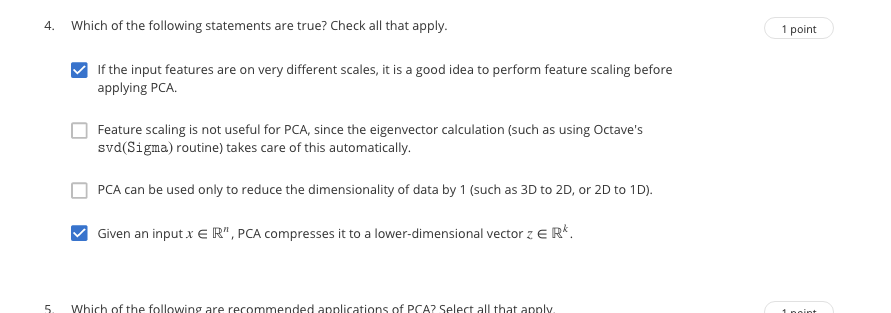 4. Which of the following statements are true? Check all that apply.
1 point
If the input features are on very different scales, it is a good idea to perform feature scaling before
applying PCA.
Feature scaling is not useful for PCA, since the eigenvector calculation (such as using Octave's
svd(Sigma) routine) takes care of this automatically.
PCA can be used only to reduce the dimensionality of data by 1 (such as 3D to 2D, or 2D to 1D).
Given an input x ∈ ℝⁿ, PCA compresses it to a lower-dimensional vector z ∈ ℝᵏ.
5. Which of the following are recommended applications of PCA? Select all that apply.
1 point